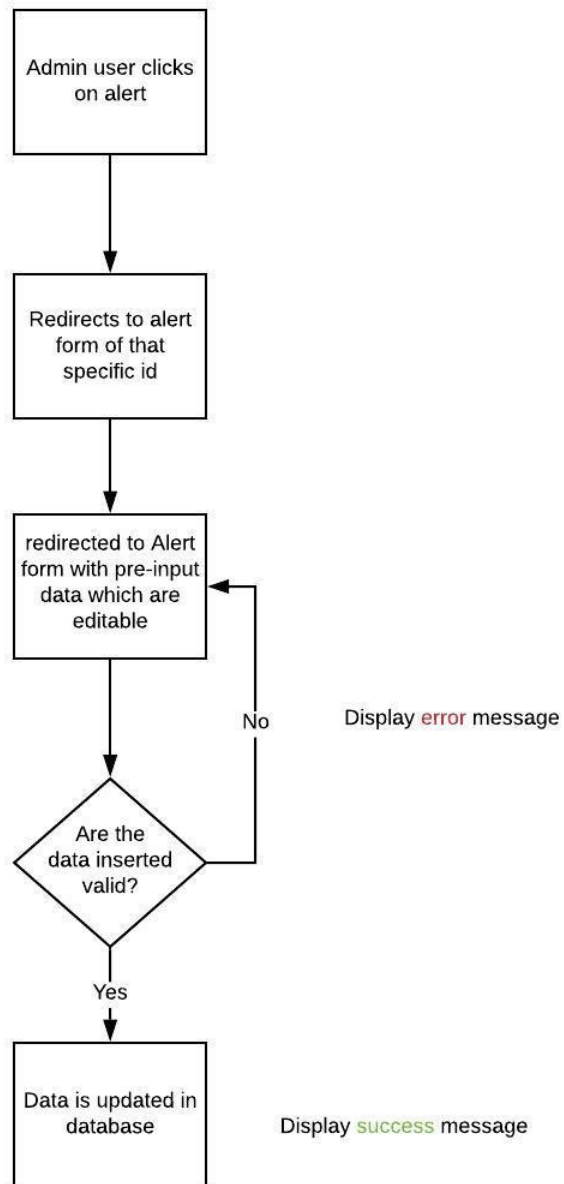 Admin user clicks
on alert
Redirects to alert
form of that
specific id
redirected to Alert
form with pre-input
data which are
editable
No
Display error message
Are the
data inserted
valid?
Yes
Data is updated in
database
Display success message